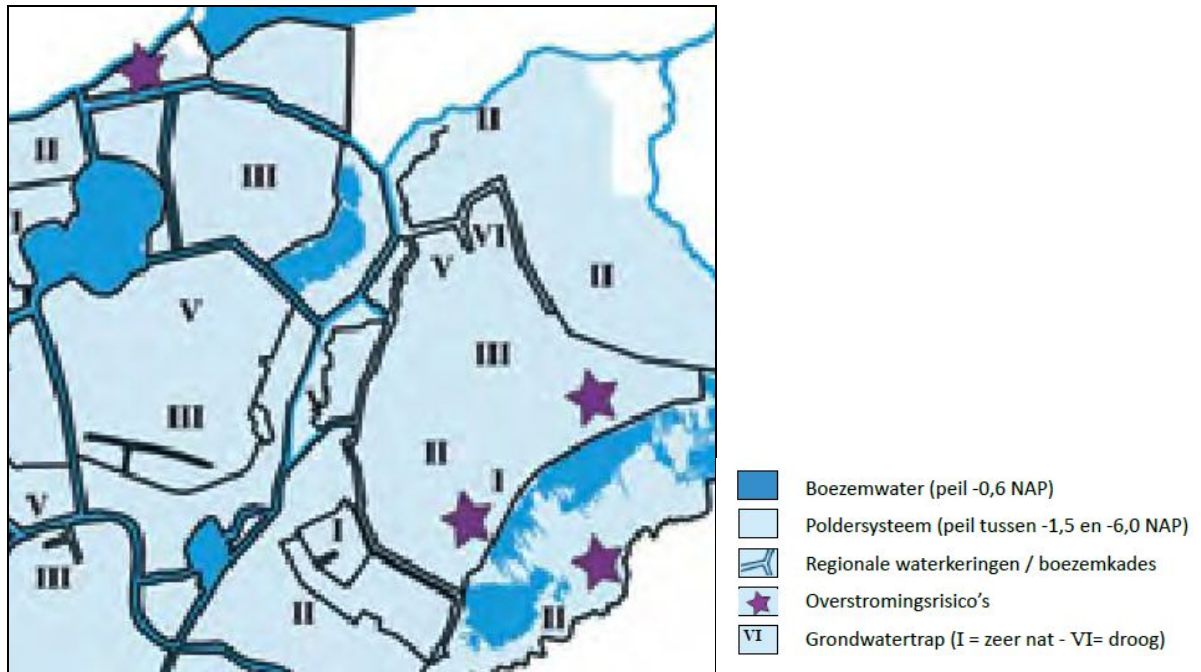 II
II
III
I
VI
V
II
V
III
III
II
I
V
I
III
II
II
Boezemwater (peil -0,6 NAP)
Poldersysteem (peil tussen -1,5 en -6,0 NAP)
Regionale waterkeringen / boezemkades
Overstromingsrisico's
VI Grondwatertrap (I = zeer nat - VI= droog)